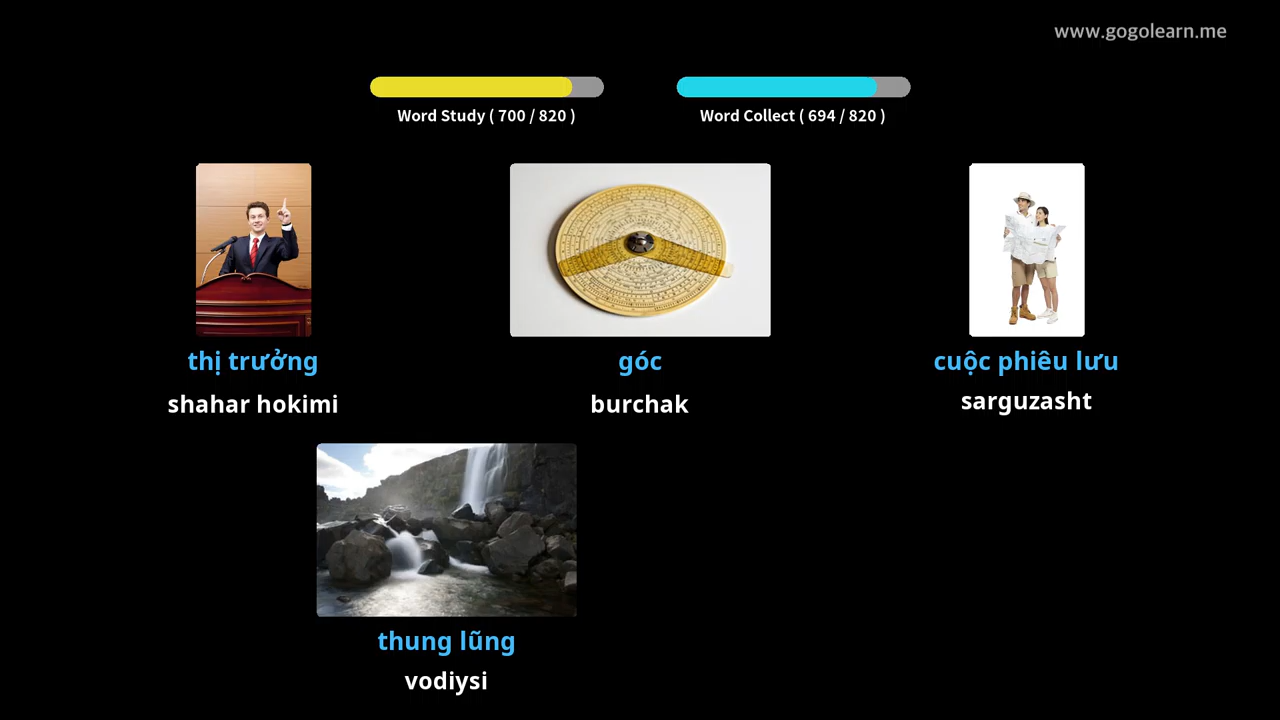 www.gogolearn.me
Word Study ( 700 / 820 )
Word Collect ( 694 / 820 )
thị trưởng
shahar hokimi
góc
burchak
cuộc phiêu lưu
sarguzasht
thung lũng
vodiysi